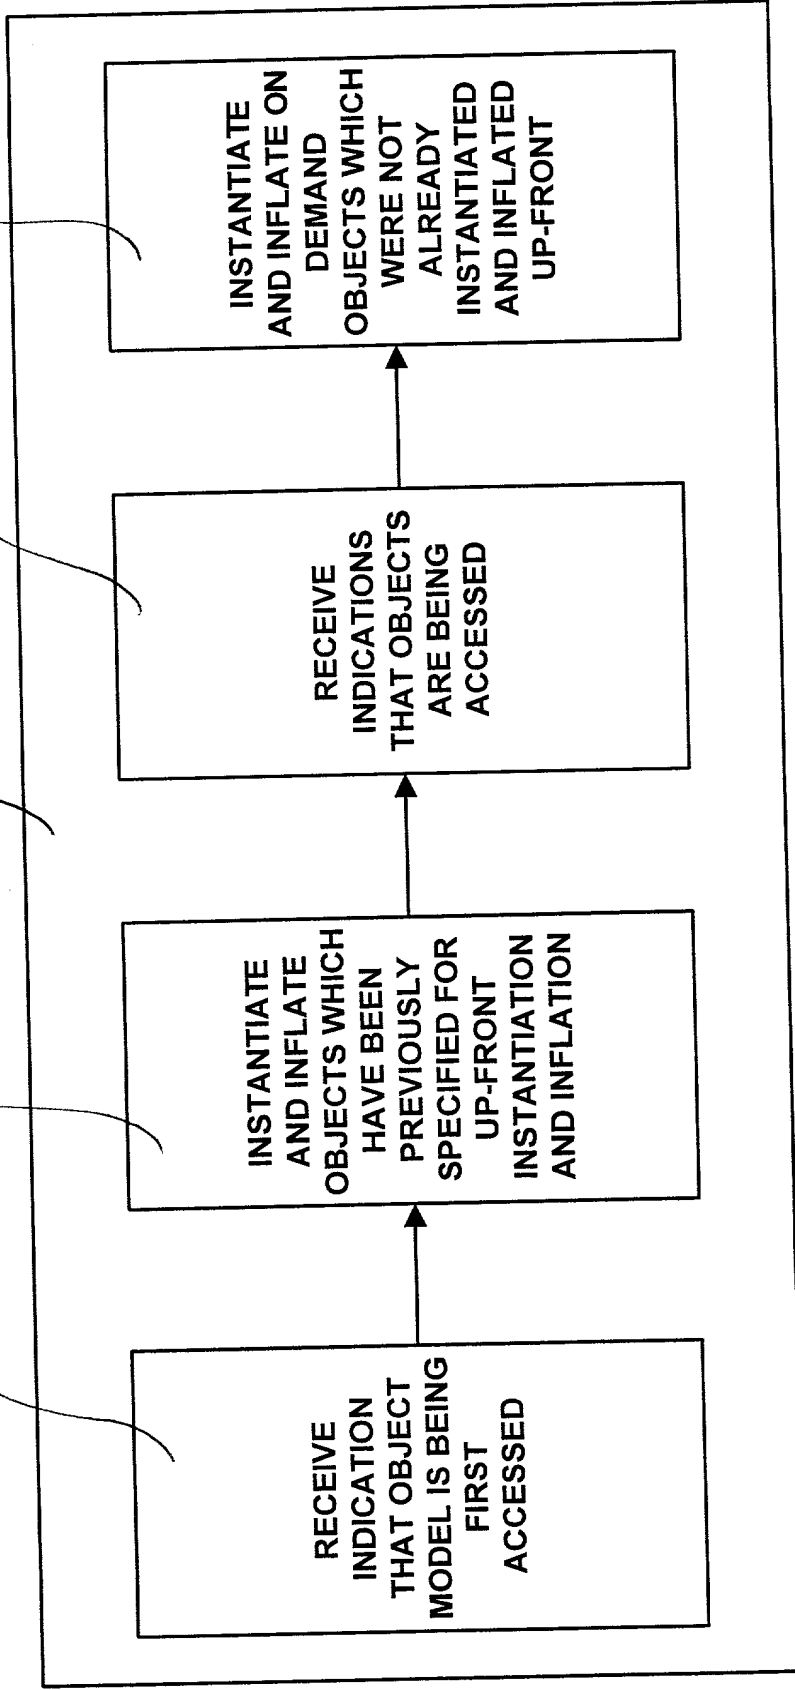 RECEIVE
INDICATION
THAT OBJECT
MODEL IS BEING
FIRST
ACCESSED
INSTANTIATE
AND INFLATE
OBJECTS WHICH
HAVE BEEN
PREVIOUSLY
SPECIFIED FOR
UP-FRONT
INSTANTIATION
AND INFLATION
RECEIVE
INDICATIONS
THAT OBJECTS
ARE BEING
ACCESSED
INSTANTIATE
AND INFLATE ON
DEMAND
OBJECTS WHICH
WERE NOT
ALREADY
INSTANTIATED
AND INFLATED
UP-FRONT